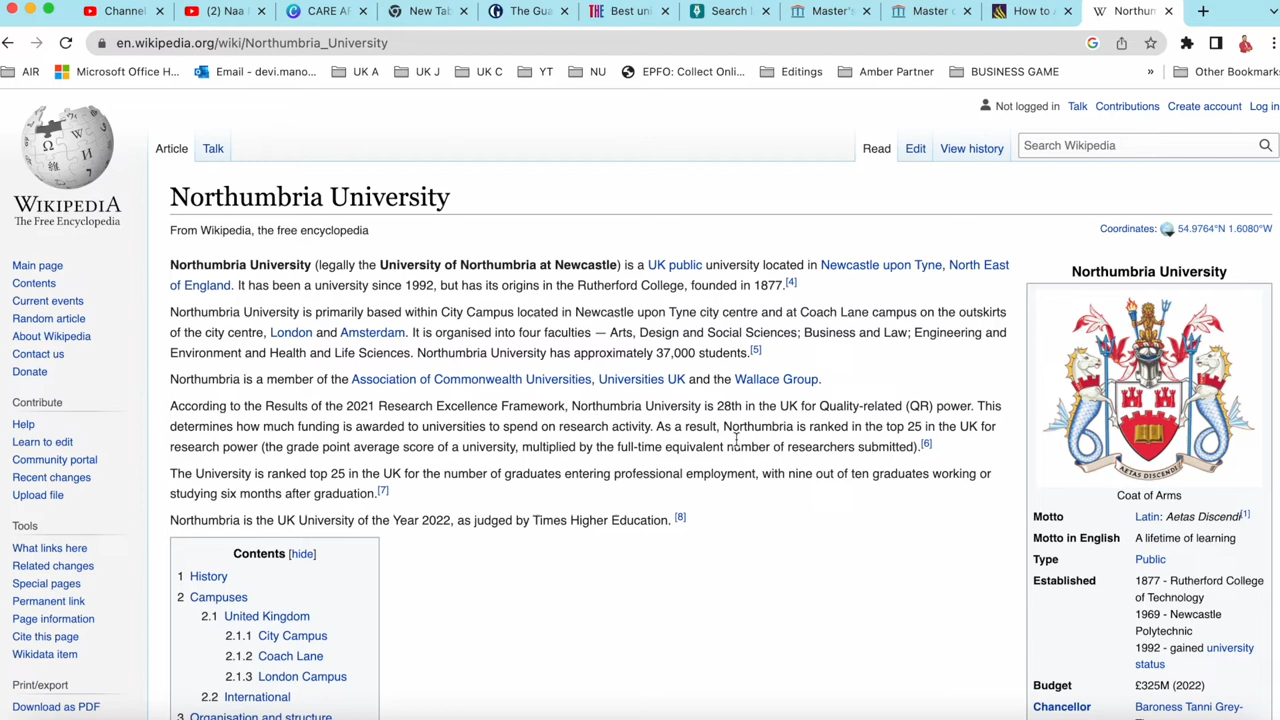 Channel
(2) Naa
CARE AF
New Tab
The Gua
Best uni
Search
Master's
Master o
How to
Northum
en.wikipedia.org/wiki/Northumbria_University
AIR
Microsoft Office H...
Email - devi.mano...
UK A
UK J
UK C
YT
NU
EPFO: Collect Onli...
Editings
Amber Partner
BUSINESS GAME
»
Other Bookmarks
Not logged in Talk Contributions Create account Log in
Article Talk
Read Edit View history
Search Wikipedia
WIKIPEDIA
The Free Encyclopedia
Main page
Contents
Current events
Random article
About Wikipedia
Contact us
Donate
Contribute
Help
Learn to edit
Community portal
Recent changes
Upload file
Tools
What links here
Related changes
Special pages
Permanent link
Page information
Cite this page
Wikidata item
Print/export
Download as PDF
Northumbria University
From Wikipedia, the free encyclopedia
Coordinates: 54.9764°N 1.6080°W
Northumbria University (legally the University of Northumbria at Newcastle) is a UK public university located in Newcastle upon Tyne, North East
of England. It has been a university since 1992, but has its origins in the Rutherford College, founded in 1877.[4]
Northumbria University is primarily based within City Campus located in Newcastle upon Tyne city centre and at Coach Lane campus on the outskirts
of the city centre, London and Amsterdam. It is organised into four faculties — Arts, Design and Social Sciences; Business and Law; Engineering and
Environment and Health and Life Sciences. Northumbria University has approximately 37,000 students.[5]
Northumbria is a member of the Association of Commonwealth Universities, Universities UK and the Wallace Group.
According to the Results of the 2021 Research Excellence Framework, Northumbria University is 28th in the UK for Quality-related (QR) power. This
determines how much funding is awarded to universities to spend on research activity. As a result, Northumbria is ranked in the top 25 in the UK for
research power (the grade point average score of a university, multiplied by the full-time equivalent number of researchers submitted).[6]
The University is ranked top 25 in the UK for the number of graduates entering professional employment, with nine out of ten graduates working or
studying six months after graduation.[7]
Northumbria is the UK University of the Year 2022, as judged by Times Higher Education. [8]
Contents [hide]
1 History
2 Campuses
2.1 United Kingdom
2.1.1 City Campus
2.1.2 Coach Lane
2.1.3 London Campus
2.2 International
3 Organisation and structure
Northumbria University
AETAS DISCENDI
Coat of Arms
Motto Latin: Aetas Discendi[1]
Motto in English A lifetime of learning
Type Public
Established 1877 - Rutherford College
of Technology
1969 - Newcastle
Polytechnic
1992 - gained university
status
Budget £325M (2022)
Chancellor Baroness Tanni Grey-